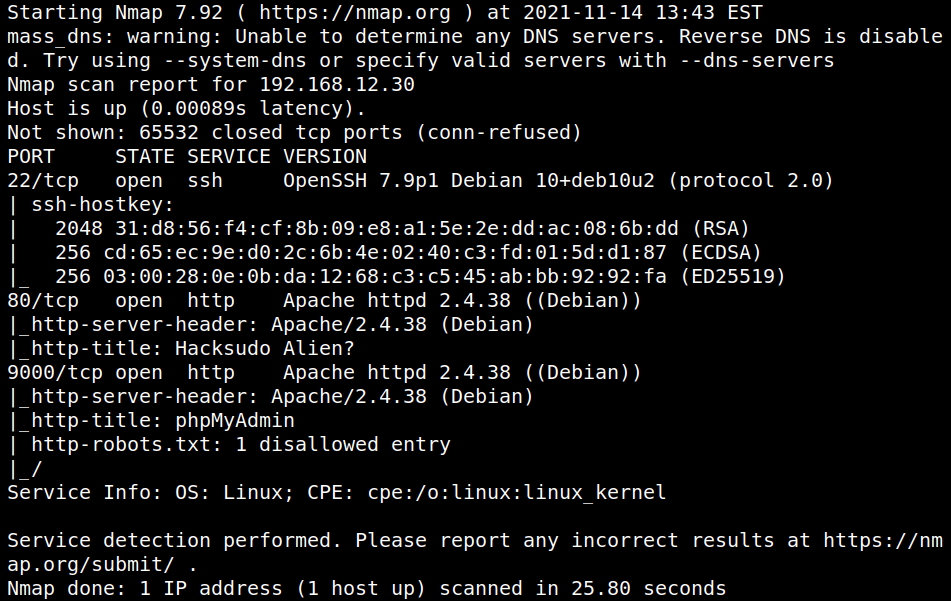 Starting Nmap 7.92 ( https://nmap.org ) at 2021-11-14 13:43 EST
mass_dns: warning: Unable to determine any DNS servers. Reverse DNS is disable
d. Try using --system-dns or specify valid servers with --dns-servers
Nmap scan report for 192.168.12.30
Host is up (0.00089s latency).
Not shown: 65532 closed tcp ports (conn-refused)
PORT     STATE SERVICE VERSION
22/tcp   open  ssh     OpenSSH 7.9p1 Debian 10+deb10u2 (protocol 2.0)
| ssh-hostkey:
|   2048 31:d8:56:f4:cf:8b:09:e8:a1:5e:2e:dd:ac:08:6b:dd (RSA)
|   256 cd:65:ec:9e:d0:2c:6b:4e:02:40:c3:fd:01:5d:d1:87 (ECDSA)
|_  256 03:00:28:0e:0b:da:12:68:c3:c5:45:ab:bb:92:92:fa (ED25519)
80/tcp   open  http    Apache httpd 2.4.38 ((Debian))
|_http-server-header: Apache/2.4.38 (Debian)
|_http-title: Hacksudo Alien?
9000/tcp open  http    Apache httpd 2.4.38 ((Debian))
|_http-server-header: Apache/2.4.38 (Debian)
|_http-title: phpMyAdmin
| http-robots.txt: 1 disallowed entry
|_/
Service Info: OS: Linux; CPE: cpe:/o:linux:linux_kernel

Service detection performed. Please report any incorrect results at https://nm
ap.org/submit/ .
Nmap done: 1 IP address (1 host up) scanned in 25.80 seconds